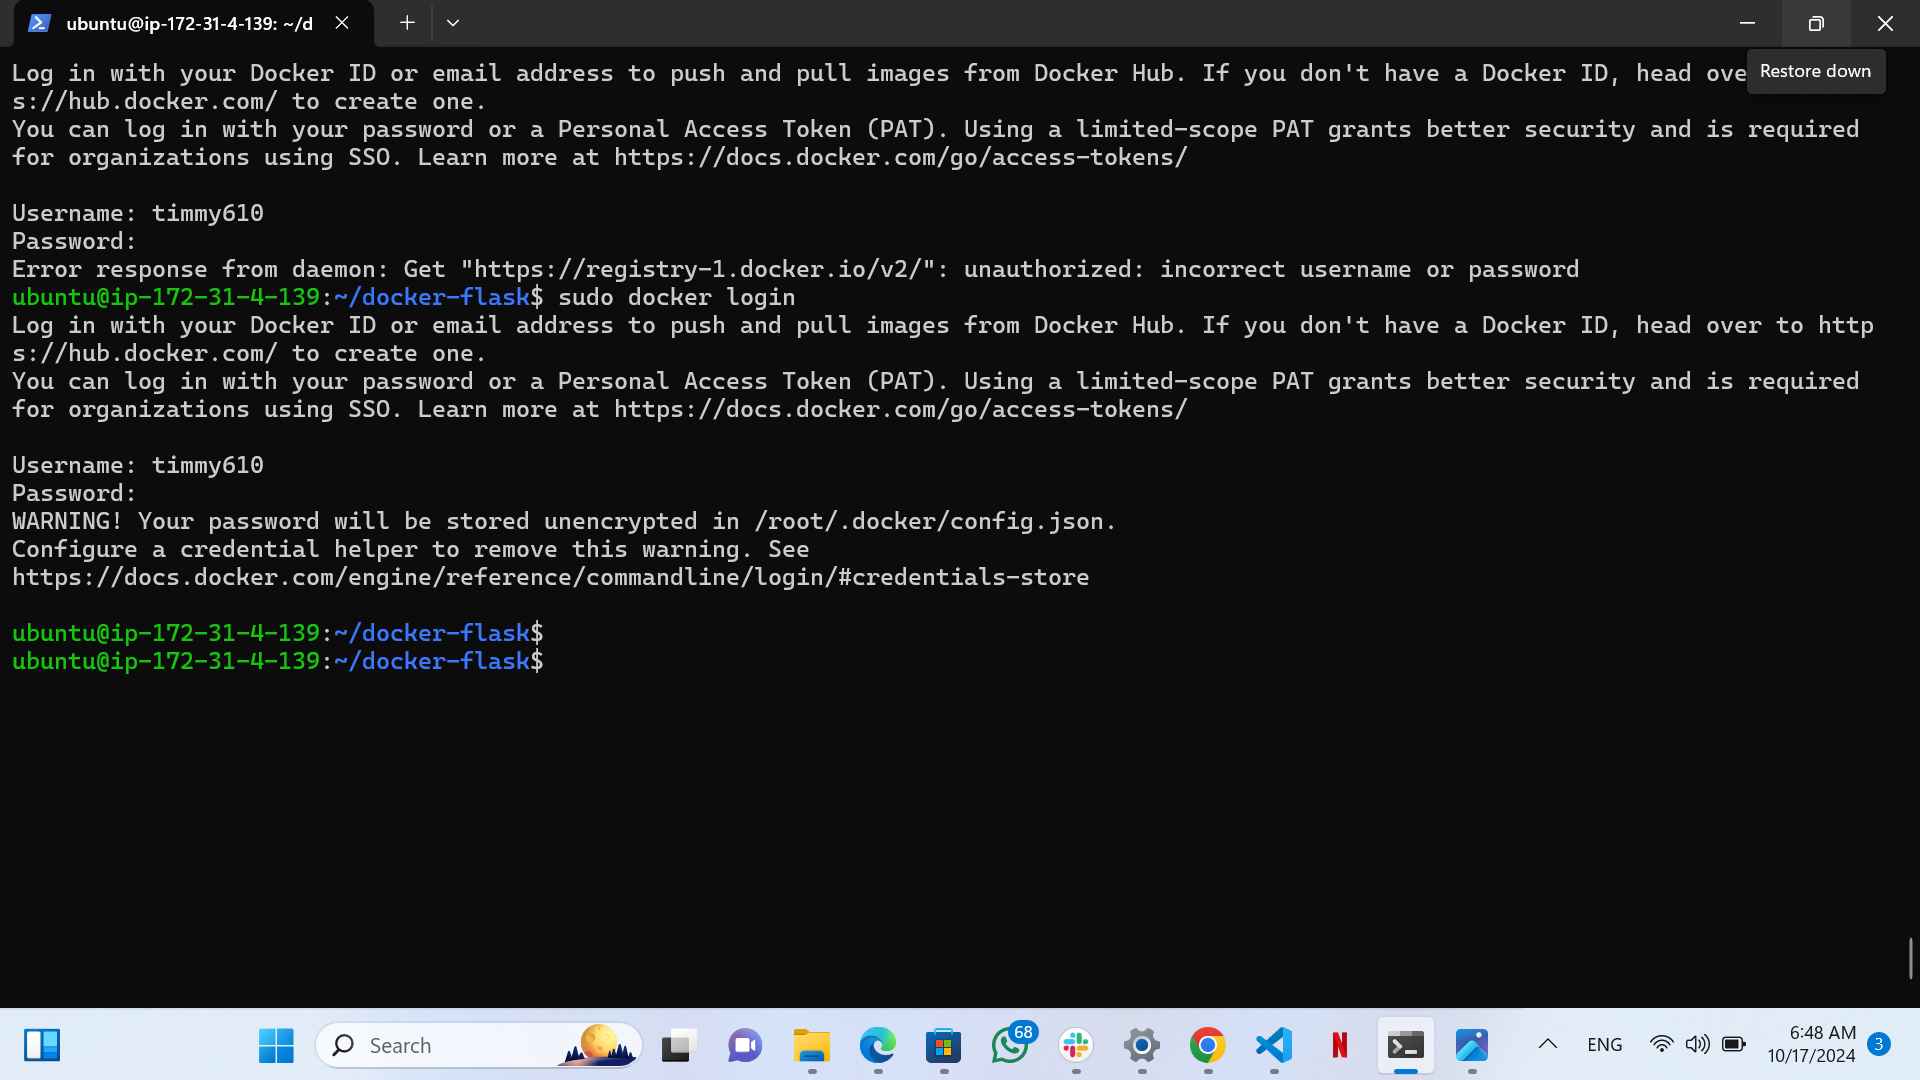 ubuntu@ip-172-31-4-139: ~/d
Log in with your Docker ID or email address to push and pull images from Docker Hub. If you don't have a Docker ID, head ove
Restore down
s://hub.docker.com/ to create one.
You can log in with your password or a Personal Access Token (PAT). Using a limited-scope PAT grants better security and is required
for organizations using SSO. Learn more at https://docs.docker.com/go/access-tokens/
Username: timmy610
Password:
Error response from daemon: Get "https://registry-1.docker.io/v2/": unauthorized: incorrect username or password
ubuntu@ip-172-31-4-139:~/docker-flask$ sudo docker login
Log in with your Docker ID or email address to push and pull images from Docker Hub. If you don't have a Docker ID, head over to http
s://hub.docker.com/ to create one.
You can log in with your password or a Personal Access Token (PAT). Using a limited-scope PAT grants better security and is required
for organizations using SSO. Learn more at https://docs.docker.com/go/access-tokens/
Username: timmy610
Password:
WARNING! Your password will be stored unencrypted in /root/.docker/config.json.
Configure a credential helper to remove this warning. See
https://docs.docker.com/engine/reference/commandline/login/#credentials-store
ubuntu@ip-172-31-4-139:~/docker-flask$
ubuntu@ip-172-31-4-139:~/docker-flask$
Search
68
N
ENG
6:48 AM
10/17/2024
3